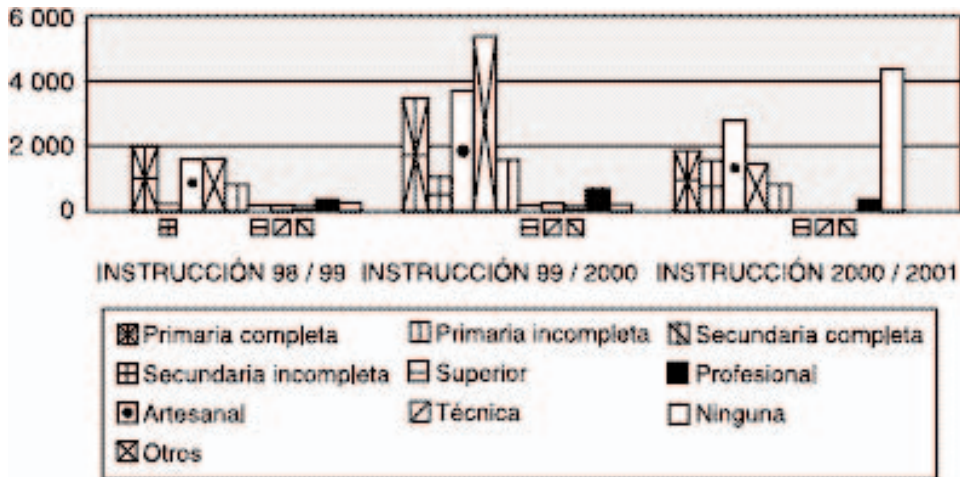 6 000
4 000
2 000
0
INSTRUCCIÓN 98 / 99 INSTRUCCIÓN 99 / 2000 INSTRUCCIÓN 2000 / 2001
Primaria completa Primaria incompleta Secundaria completa
Secundaria incompleta Superior Profesional
Artesanal Técnica Ninguna
Otros